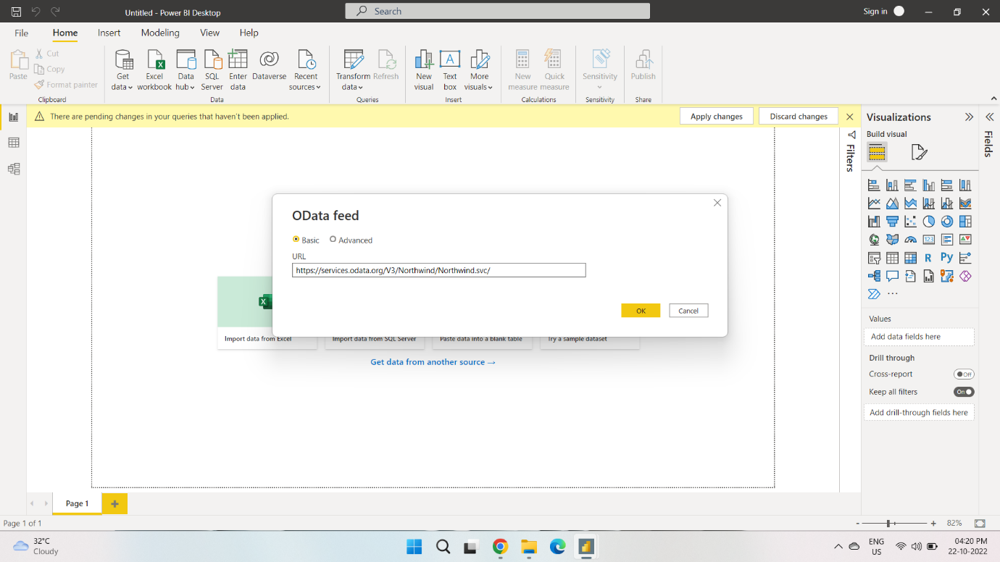 Untitled - Power BI Desktop
Search
Sign in
File Home Insert Modeling View Help
Paste
Cut
Copy
Format painter
Clipboard
Get data
Excel workbook
Data hub
SQL Server
Enter data
Dataverse
Recent sources
Data
Transform data
Refresh
Queries
New visual
Text box
More visuals
Insert
New measure
Quick measure
Calculations
Sensitivity
Sensitivity
Publish
Share
There are pending changes in your queries that haven't been applied.
Apply changes
Discard changes
Filters
OData feed
Basic Advanced
URL
https://services.odata.org/V3/Northwind/Northwind.svc/
OK Cancel
Import data from Excel
Import data from SQL Server
Paste data into a blank table
Try a sample dataset
Get data from another source →
Visualizations
Build visual
123
R
Py
Values
Add data fields here
Drill through
Cross-report
Off
Keep all filters
On
Add drill-through fields here
Fields
Page 1
Page 1 of 1
- + 82%
32°C
Cloudy
ENG
US
04:20 PM
22-10-2022